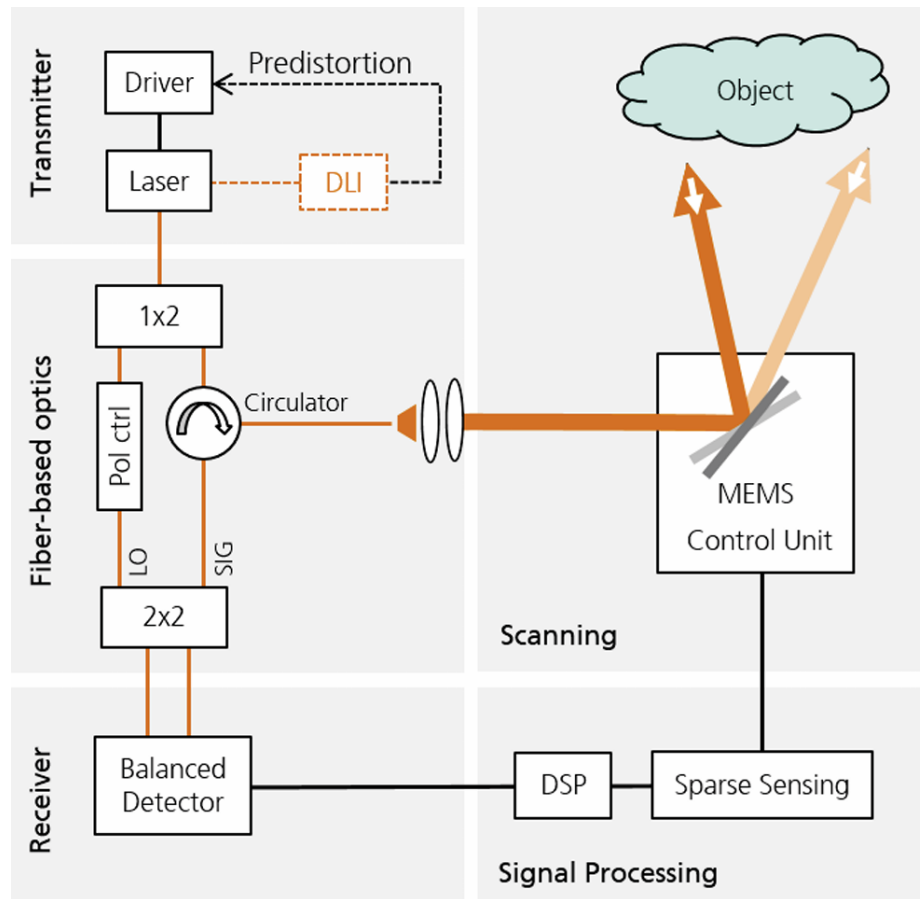 Transmitter
Driver
Predistortion
Laser
DLI
Object
Fiber-based optics
1x2
Pol ctrl
Circulator
LO
SIG
2x2
MEMS
Control Unit
Scanning
Receiver
Balanced
Detector
DSP
Sparse Sensing
Signal Processing